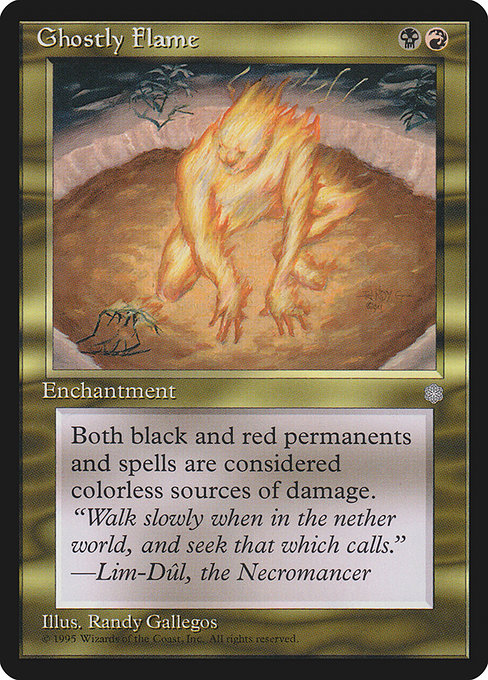 Ghostly Flame
Enchantment
Both black and red permanents
and spells are considered
colorless sources of damage.
“Walk slowly when in the nether
world, and seek that which calls.”
—Lim-Dûl, the Necromancer
Illus. Randy Gallegos
© 1995 Wizards of the Coast, Inc. All rights reserved.